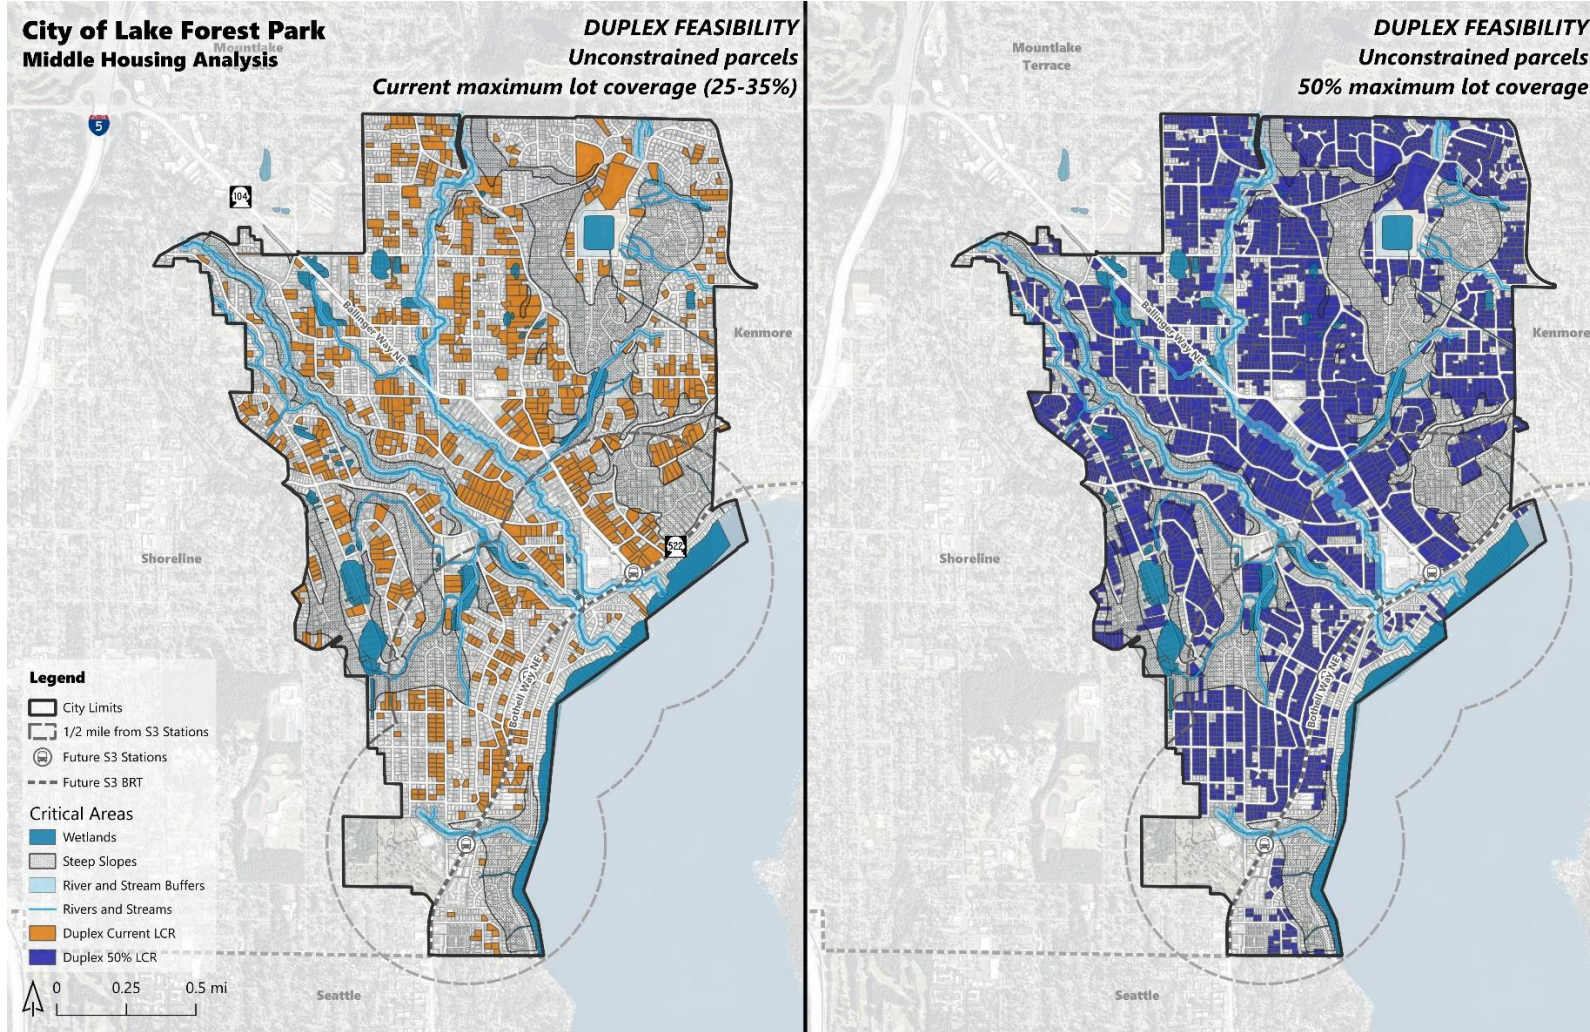 City of Lake Forest Park
Middle Housing Analysis
DUPLEX FEASIBILITY
Unconstrained parcels
Current maximum lot coverage (25-35%)
Mountlake
Terrace
5
104
Ballinger Way NE
Kenmore
Shoreline
522
Bothell Way NE
Seattle
Legend
City Limits
1/2 mile from S3 Stations
Future S3 Stations
Future S3 BRT
Critical Areas
Wetlands
Steep Slopes
River and Stream Buffers
Rivers and Streams
Duplex Current LCR
Duplex 50% LCR
0 0.25 0.5 mi
DUPLEX FEASIBILITY
Unconstrained parcels
50% maximum lot coverage
Mountlake
Terrace
Ballinger Way NE
Kenmore
Shoreline
Bothell Way NE
Seattle